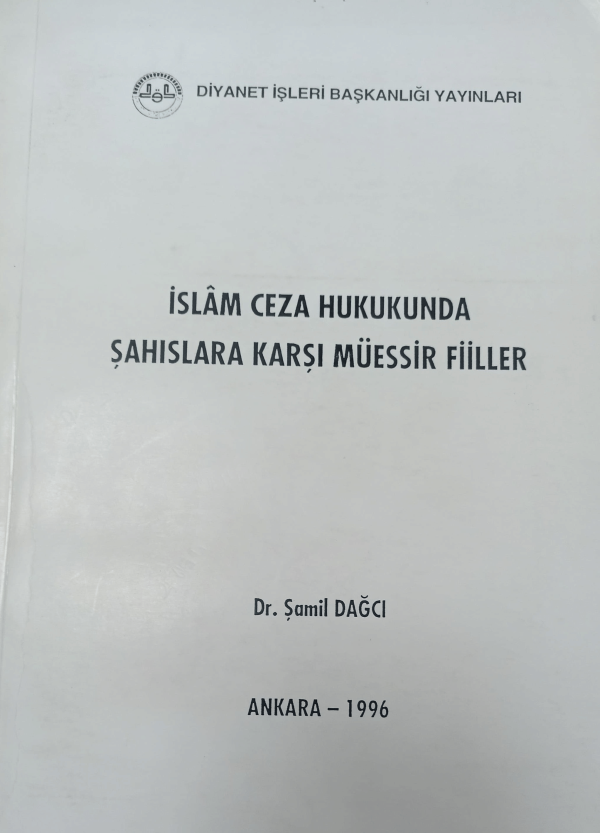 DİYANET İŞLERİ BAŞKANLIĞI YAYINLARI
İSLÂM CEZA HUKUKUNDA
ŞAHISLARA KARŞI MÜESSİR FİİLLER
Dr. Şamil DAĞCI
ANKARA – 1996